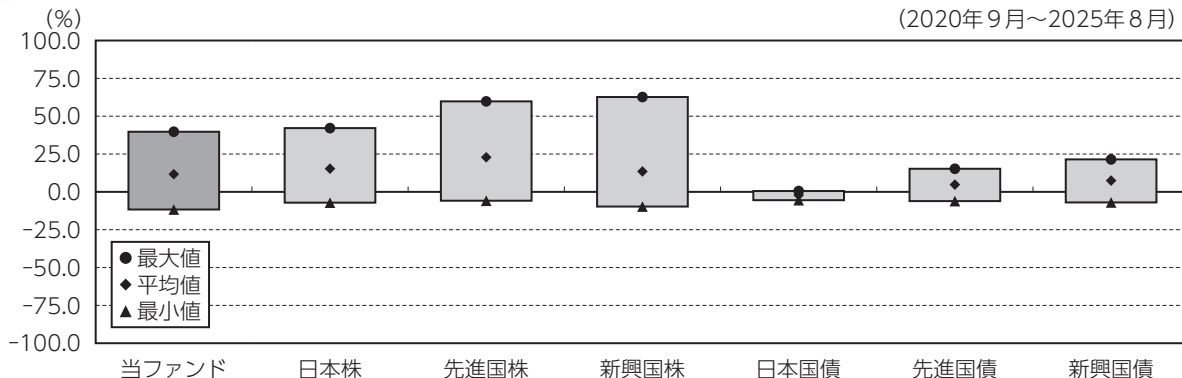 (%)
(2020年9月～2025年8月)
100.0
75.0
50.0
25.0
0.0
-25.0
-50.0
-75.0
-100.0
●最大値
◆平均値
▲最小値
当ファンド 日本株 先進国株 新興国株 日本国債 先進国債 新興国債